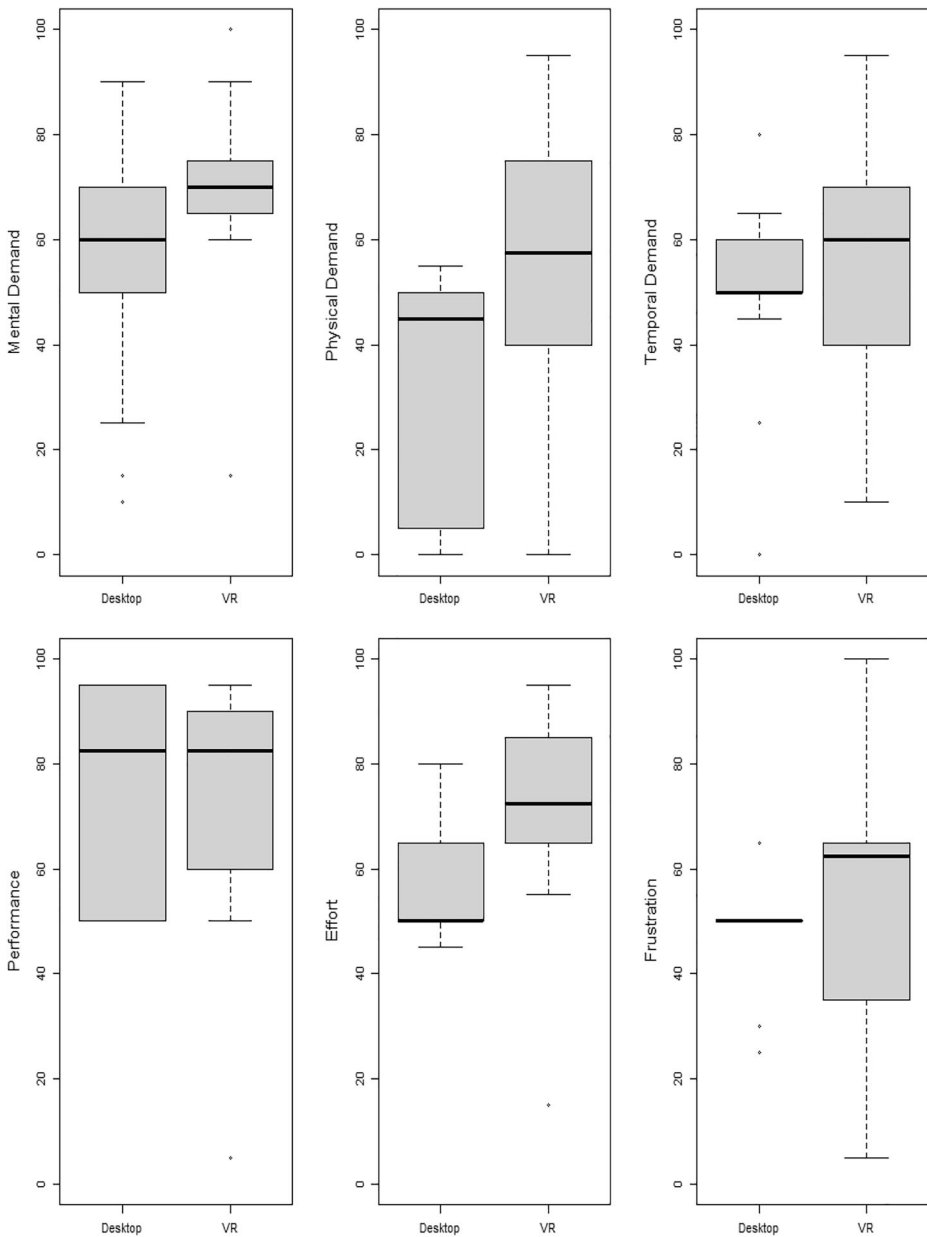 Mental Demand
0 20 40 60 80 100
Desktop VR
Physical Demand
0 20 40 60 80 100
Desktop VR
Temporal Demand
0 20 40 60 80 100
Desktop VR
Performance
0 20 40 60 80 100
Desktop VR
Effort
0 20 40 60 80 100
Desktop VR
Frustration
0 20 40 60 80 100
Desktop VR